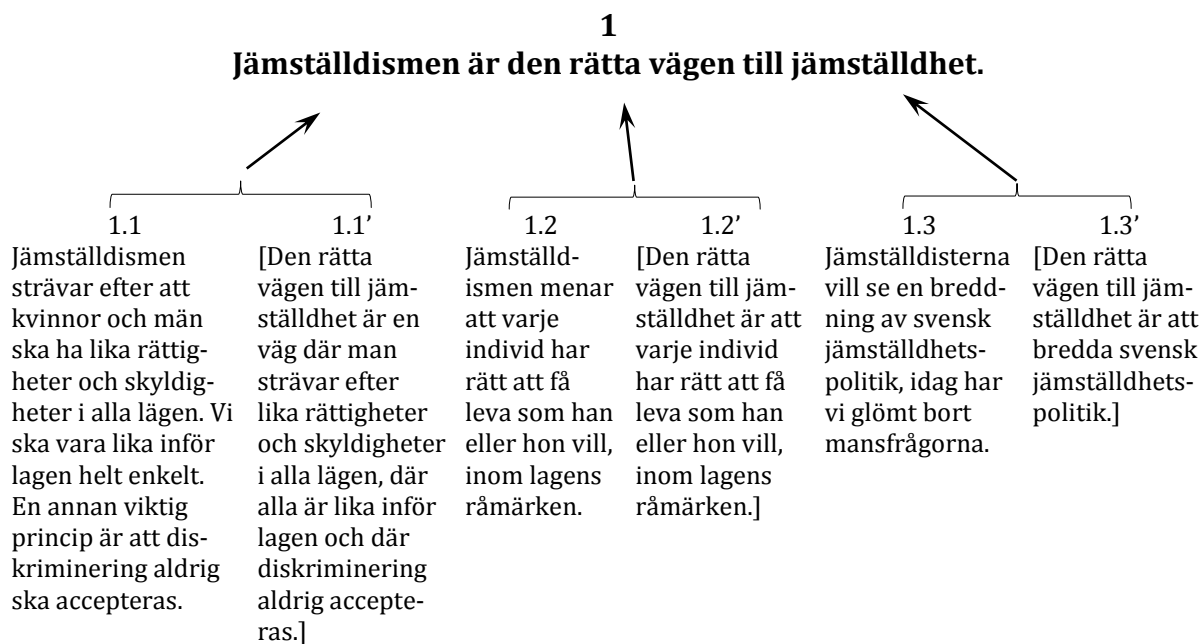 1
Jämställdismen är den rätta vägen till jämställdhet.
1.1
Jämställdismen
strävar efter att
kvinnor och män
ska ha lika rättig-
heter och skyldig-
heter i alla lägen. Vi
ska vara lika inför
lagen helt enkelt.
En annan viktig
princip är att dis-
kriminering aldrig
ska accepteras.
1.1’
[Den rätta
vägen till jäm-
ställdhet är en
väg där man
strävar efter
lika rättigheter
och skyldigheter
i alla lägen, där
alla är lika inför
lagen och där
diskriminering
aldrig accepte-
ras.]
1.2
Jämställd-
ismen menar
att varje
individ har
rätt att få
leva som han
eller hon vill,
inom lagens
råmärken.
1.2’
[Den rätta
vägen till jäm-
ställdhet är att
varje individ
har rätt att få
leva som han
eller hon vill,
inom lagens
råmärken.]
1.3
Jämställdisterna
vill se en bredd-
ning av svensk
jämställdhets-
politik, idag har
vi glömt bort
mansfrågorna.
1.3’
[Den rätta
vägen till jäm-
ställdhet är att
bredda svensk
jämställdhets-
politik.]